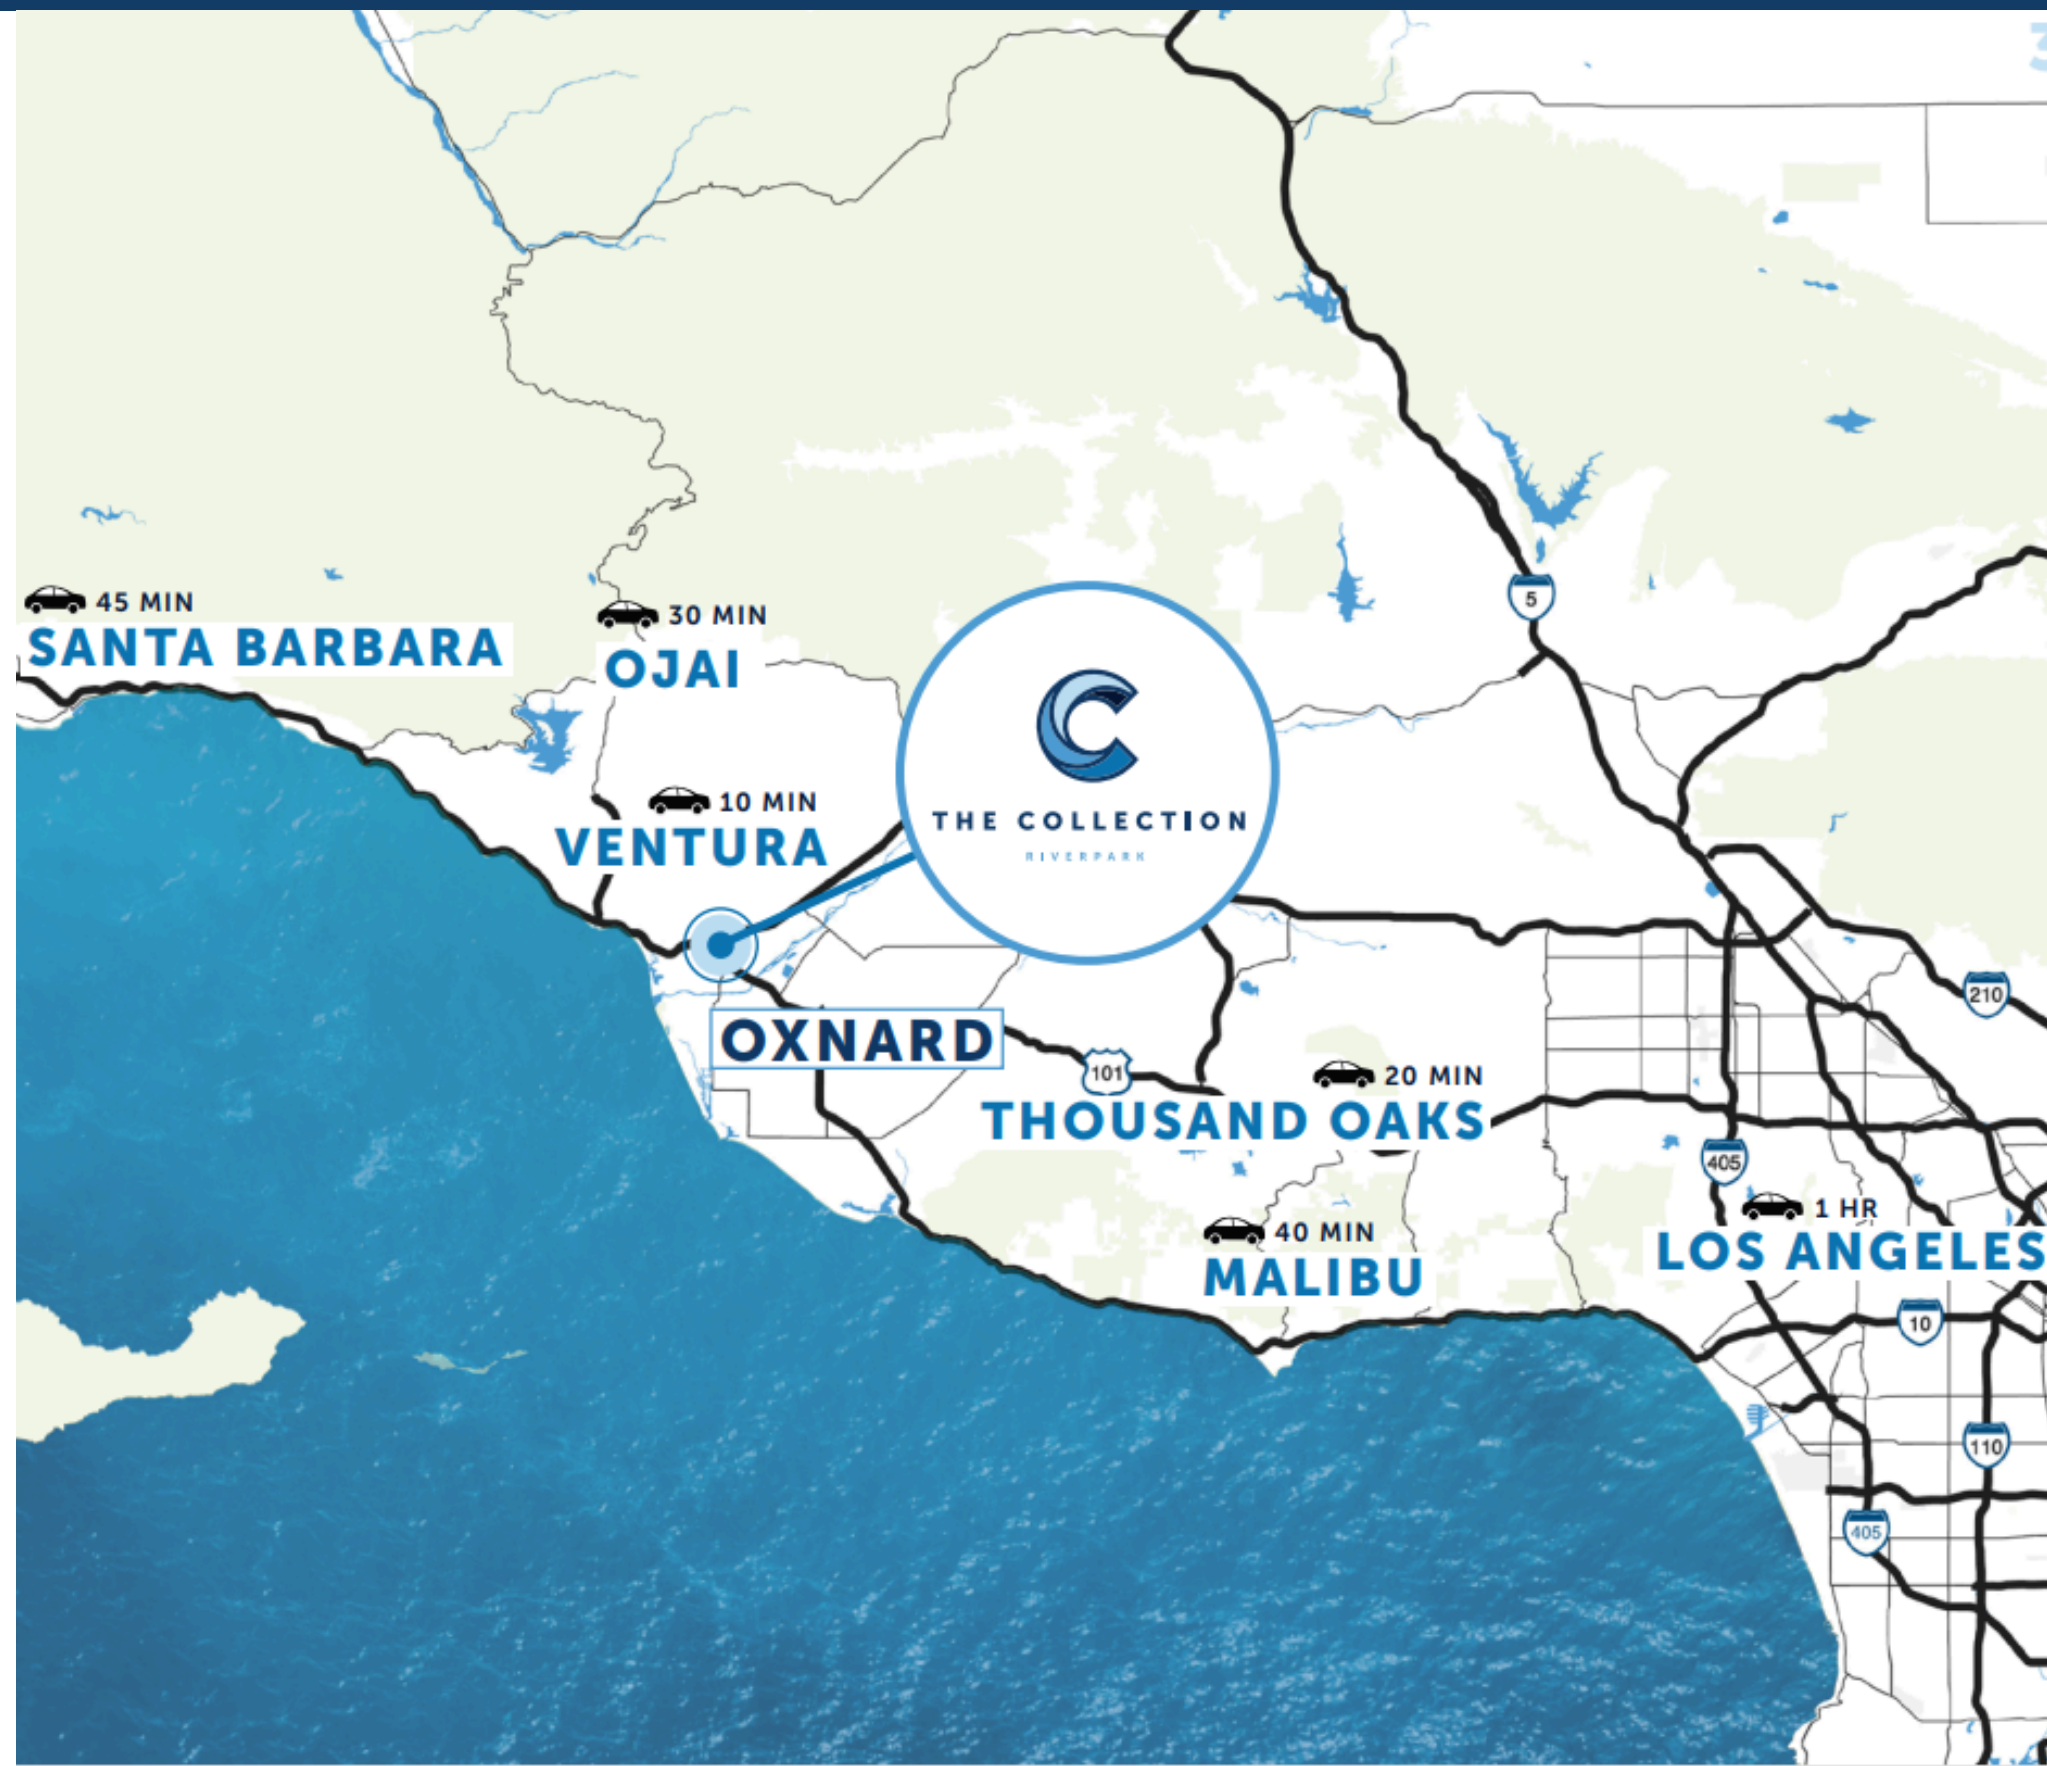 45 MIN
SANTA BARBARA
30 MIN
OJAI
5
THE COLLECTION
RIVERPARK
10 MIN
VENTURA
210
OXNARD
101
20 MIN
THOUSAND OAKS
405
1 HR
LOS ANGELES
40 MIN
MALIBU
10
110
405